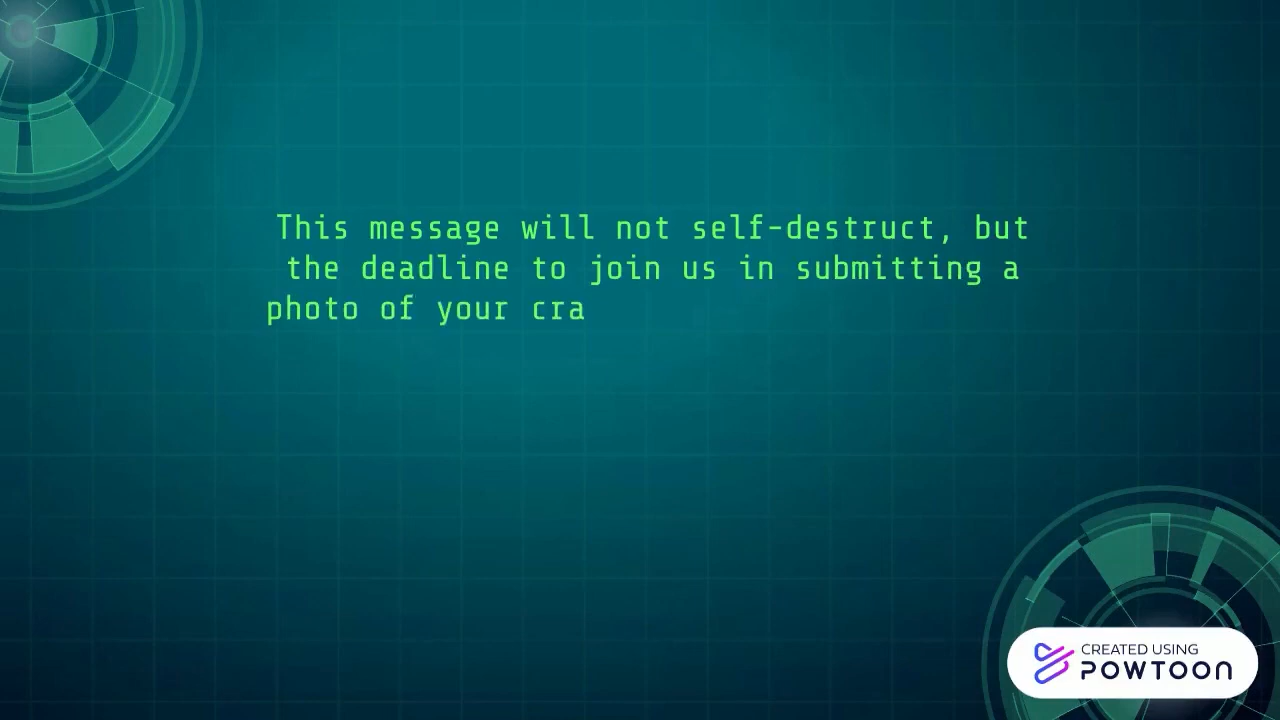 This message will not self-destruct, but
the deadline to join us in submitting a
photo of your cra
CREATED USING
POWTOON